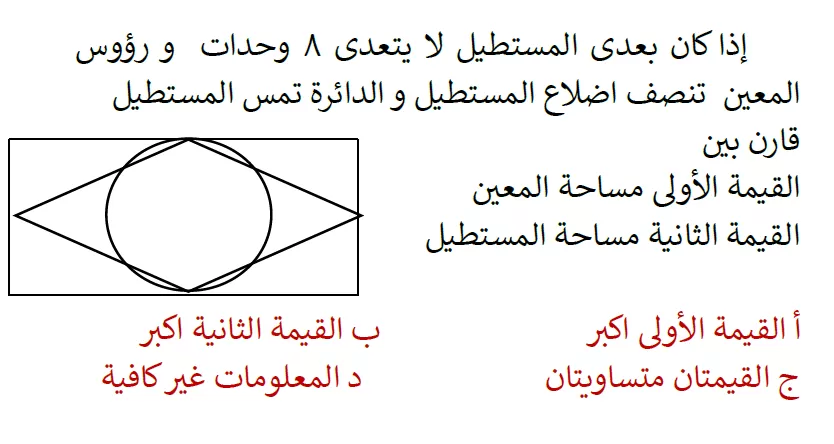 إذا كان بعدى المستطيل لا يتعدى ٨ وحدات و رؤوس
المعين تنصف اضلاع المستطيل و الدائرة تمس المستطيل
قارن بين
القيمة الأولى مساحة المعين
القيمة الثانية مساحة المستطيل
أ القيمة الأولى اكبر ب القيمة الثانية اكبر
ج القيمتان متساويتان د المعلومات غير كافية